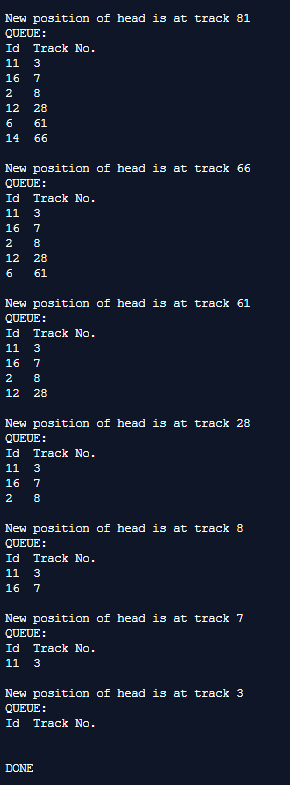 New position of head is at track 81
QUEUE:
Id  Track No.
11  3
16  7
2   8
12  28
6   61
14  66

New position of head is at track 66
QUEUE:
Id  Track No.
11  3
16  7
2   8
12  28
6   61

New position of head is at track 61
QUEUE:
Id  Track No.
11  3
16  7
2   8
12  28

New position of head is at track 28
QUEUE:
Id  Track No.
11  3
16  7
2   8

New position of head is at track 8
QUEUE:
Id  Track No.
11  3
16  7

New position of head is at track 7
QUEUE:
Id  Track No.
11  3

New position of head is at track 3
QUEUE:
Id  Track No.


DONE